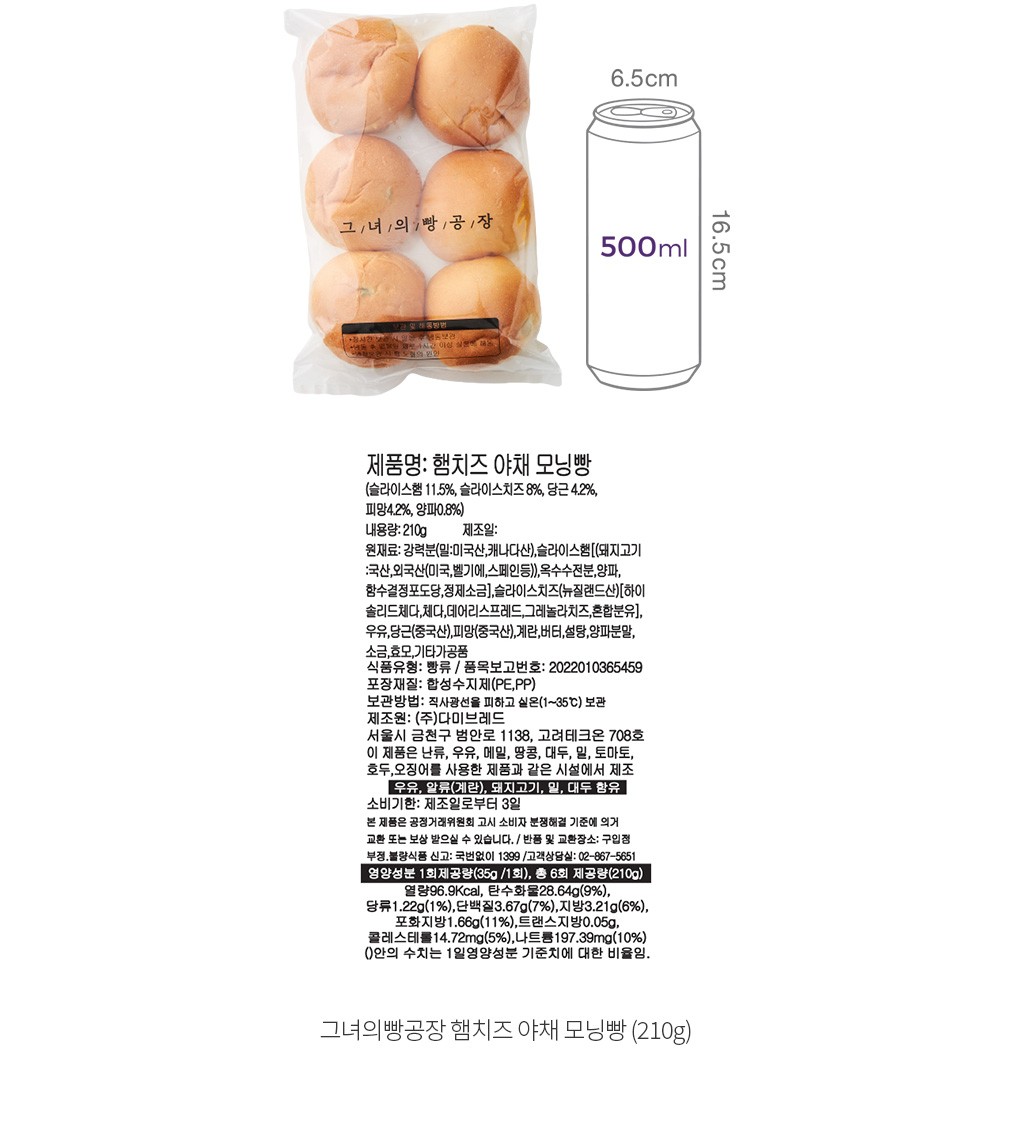 6.5cm
그/녀/의/빵/공/장
500ml
16.5cm
보관 및 해동방법
제품명: 햄치즈 야채 모닝빵
(슬라이스햄 11.5%, 슬라이스치즈 8%, 당근 4.2%,
피망4.2%, 양파0.8%)
내용량: 210g 제조일:
원재료: 강력분(밀:미국산,캐나다산),슬라이스햄[(돼지고기
:국산,외국산(미국,벨기에,스페인등)),옥수수전분,양파,
함수결정포도당,정제소금],슬라이스치즈(뉴질랜드산)[하이
솔리드체다,체다,데어리스프레드,그레놀라치즈,혼합분유],
우유,당근(중국산),피망(중국산),계란,버터,설탕,양파분말,
소금,효모,기타가공품
식품유형: 빵류 / 품목보고번호: 2022010365459
포장재질: 합성수지제(PE,PP)
보관방법: 직사광선을 피하고 실온(1~35℃) 보관
제조원: (주)다미브레드
서울시 금천구 범안로 1138, 고려테크온 708호
이 제품은 난류, 우유, 메밀, 땅콩, 대두, 밀, 토마토,
호두,오징어를 사용한 제품과 같은 시설에서 제조
우유, 알류(계란), 돼지고기, 밀, 대두 함유
소비기한: 제조일로부터 3일
본 제품은 공정거래위원회 고시 소비자 분쟁해결 기준에 의거
교환 또는 보상 받으실 수 있습니다. / 반품 및 교환장소: 구입점
부정.불량식품 신고: 국번없이 1399 /고객상담실: 02-867-5651
영양성분 1회제공량(35g /1회), 총 6회 제공량(210g)
열량96.9Kcal, 탄수화물28.64g(9%),
당류1.22g(1%),단백질3.67g(7%),지방3.21g(6%),
포화지방1.66g(11%),트랜스지방0.05g,
콜레스테롤14.72mg(5%),나트륨197.39mg(10%)
()안의 수치는 1일영양성분 기준치에 대한 비율임.
그녀의빵공장 햄치즈 야채 모닝빵 (210g)